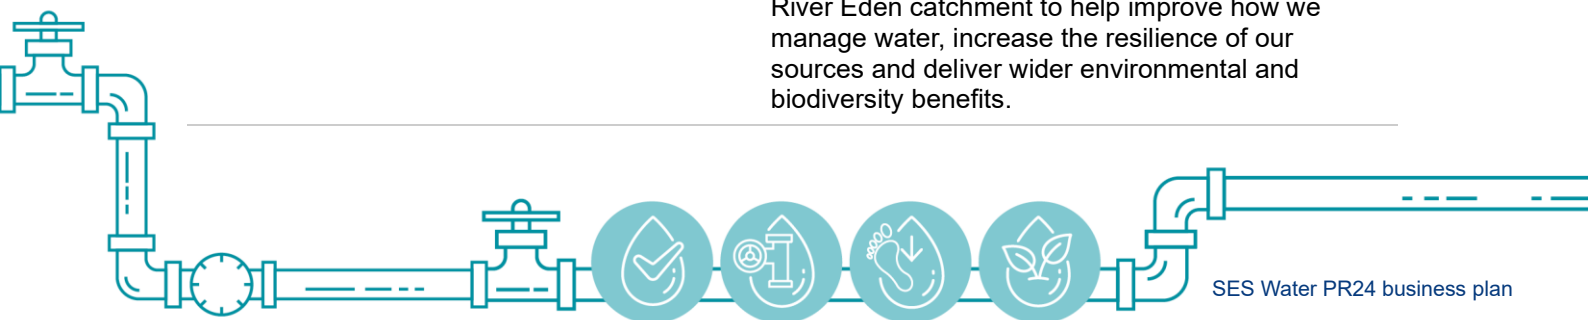 River Eden catchment to help improve how we
manage water, increase the resilience of our
sources and deliver wider environmental and
biodiversity benefits.
SES Water PR24 business plan